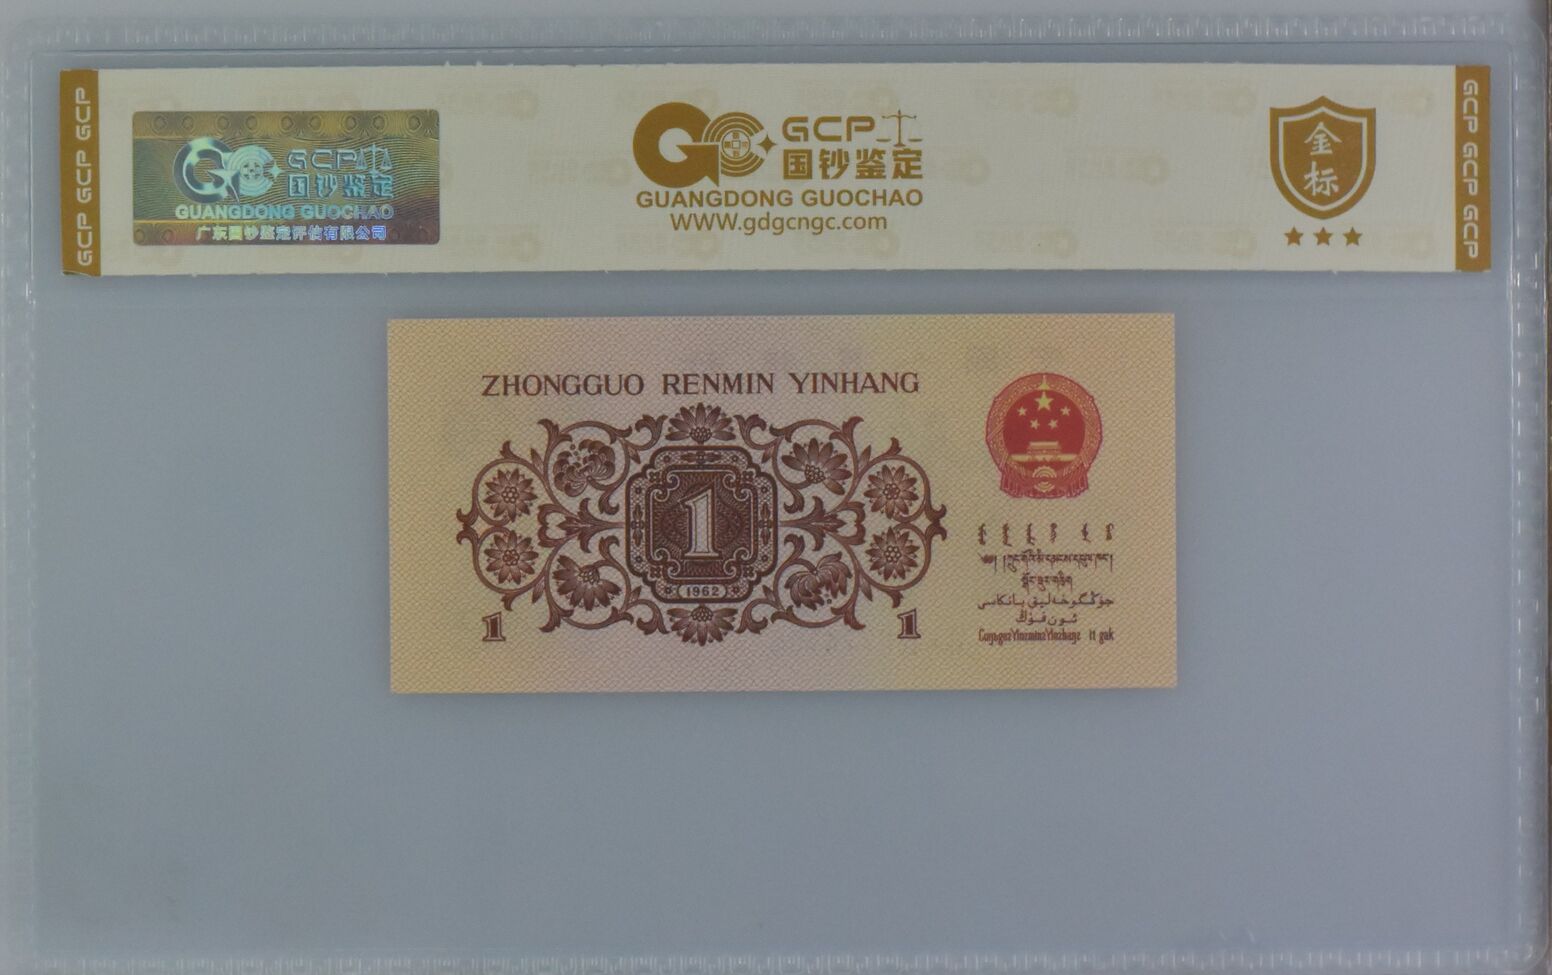 GCP GCP GCP
GCP
国钞鉴定
GUANGDONG GUOCHAO
广东国钞鉴定评估有限公司
GCP
国钞鉴定
GUANGDONG GUOCHAO
WWW.gdgcngc.com
金
标
GCP GCP GCP
ZHONGGUO RENMIN YINHANG
1
1962
1
1